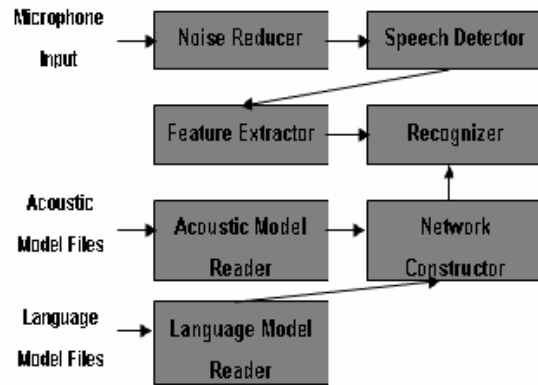 Microphone
Input
Noise Reducer
Speech Detector
Feature Extractor
Recognizer
Acoustic
Model Files
Acoustic Model
Reader
Network
Constructor
Language
Model Files
Language Model
Reader